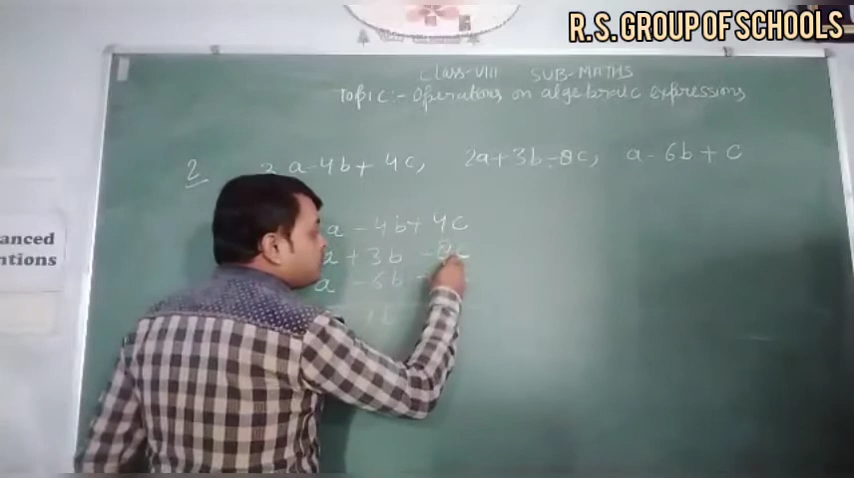 R.S. GROUP OF SCHOOLS
Class-VIII SUB-MATHS
Topic:- Operations on algebraic expressions
2 a-4b+ 4c, 2a+3b-8c, a-6b+c
a - 4b+ 4c
a + 3b - 8c
a - 6b
anced
ntions